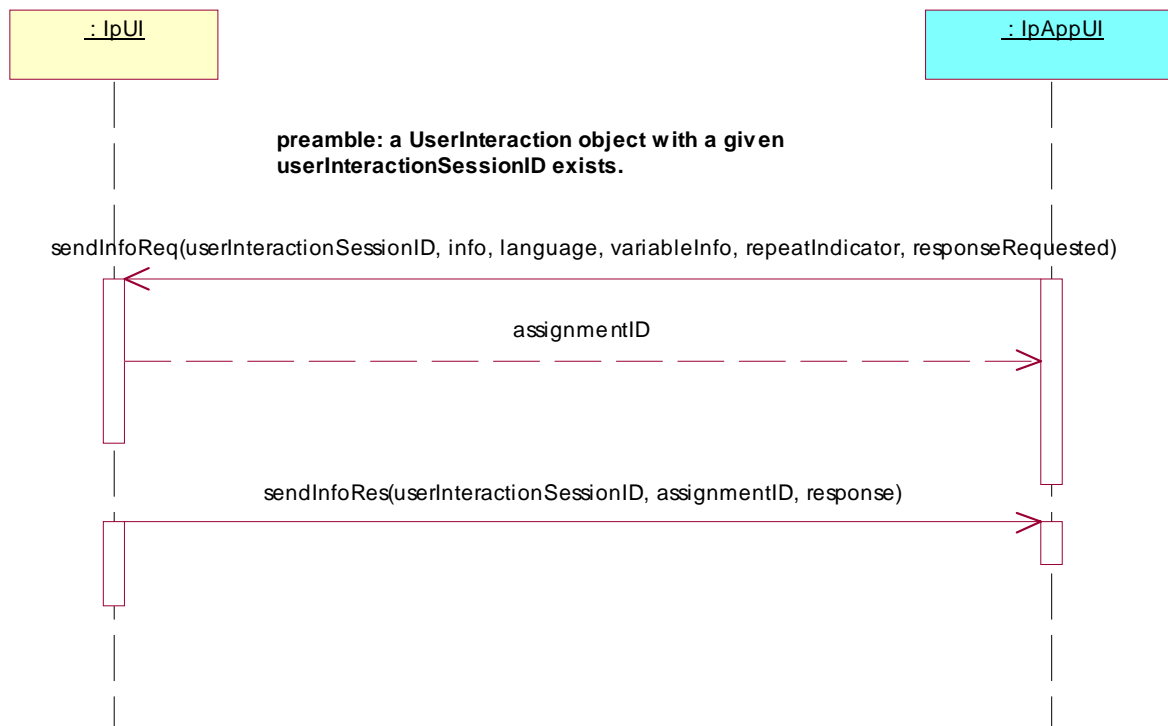 : IpUI
: IpAppUI
preamble: a UserInteraction object with a given
userInteractionSessionID exists.
sendInfoReq(userInteractionSessionID, info, language, variableInfo, repeatIndicator, responseRequested)
assignmentID
sendInfoRes(userInteractionSessionID, assignmentID, response)